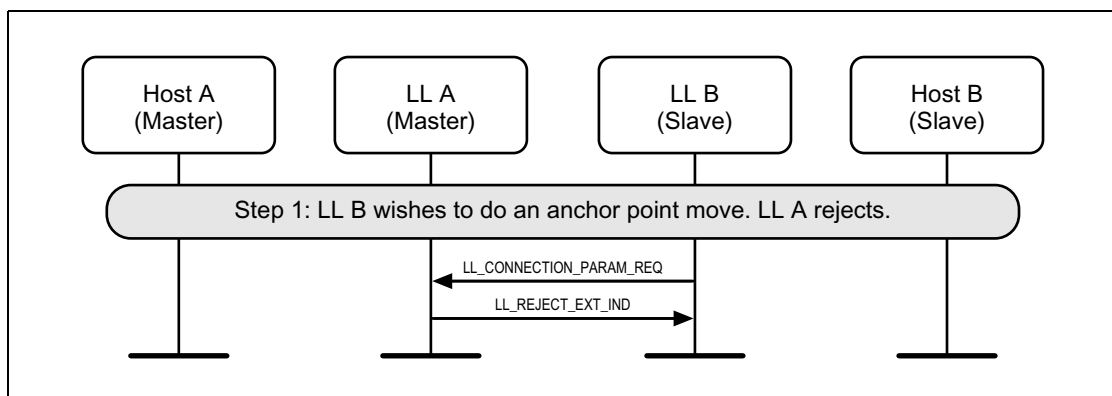 Host A
(Master)
LL A
(Master)
LL B
(Slave)
Host B
(Slave)
Step 1: LL B wishes to do an anchor point move. LL A rejects.
LL_CONNECTION_PARAM_REQ
LL_REJECT_EXT_IND